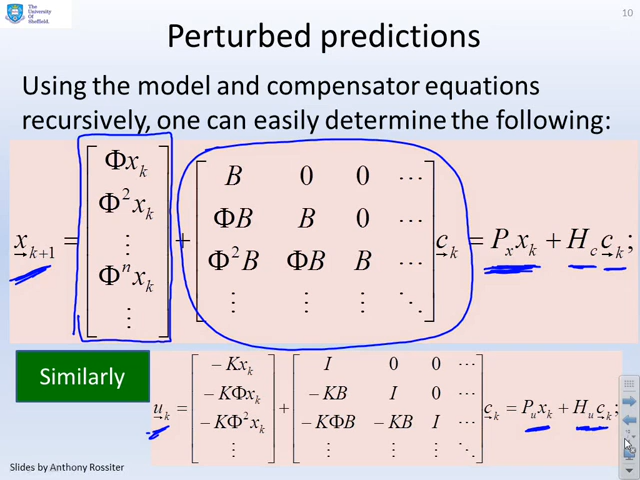 The
University
Of
Sheffield.
10
Perturbed predictions
Using the model and compensator equations
recursively, one can easily determine the following:
x_{k+1} = [Φx_k ; Φ²x_k ; ⋮ ; Φⁿx_k ; ⋮] + [B 0 0 ⋯ ; ΦB B 0 ⋯ ; Φ²B ΦB B ⋯ ; ⋮ ⋮ ⋮ ⋱] c_k = P_x x_k + H_c c_k;
Similarly
u_k = [−Kx_k ; −KΦx_k ; −KΦ²x_k ; ⋮] + [I 0 0 ⋯ ; −KB I 0 ⋯ ; −KΦB −KB I ⋯ ; ⋮ ⋮ ⋮ ⋱] c_k = P_u x_k + H_u c_k;
Slides by Anthony Rossiter